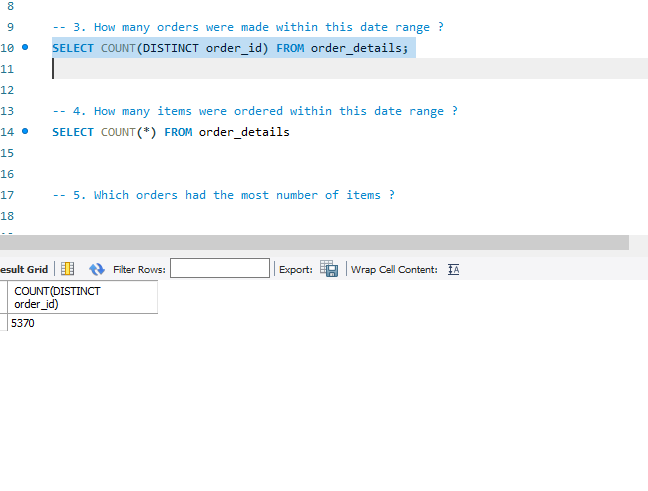 8
9 -- 3. How many orders were made within this date range ?
10 SELECT COUNT(DISTINCT order_id) FROM order_details;
11
12
13 -- 4. How many items were ordered within this date range ?
14 SELECT COUNT(*) FROM order_details
15
16
17 -- 5. Which orders had the most number of items ?
18
esult Grid Filter Rows: Export: Wrap Cell Content:
COUNT(DISTINCT
order_id)
5370